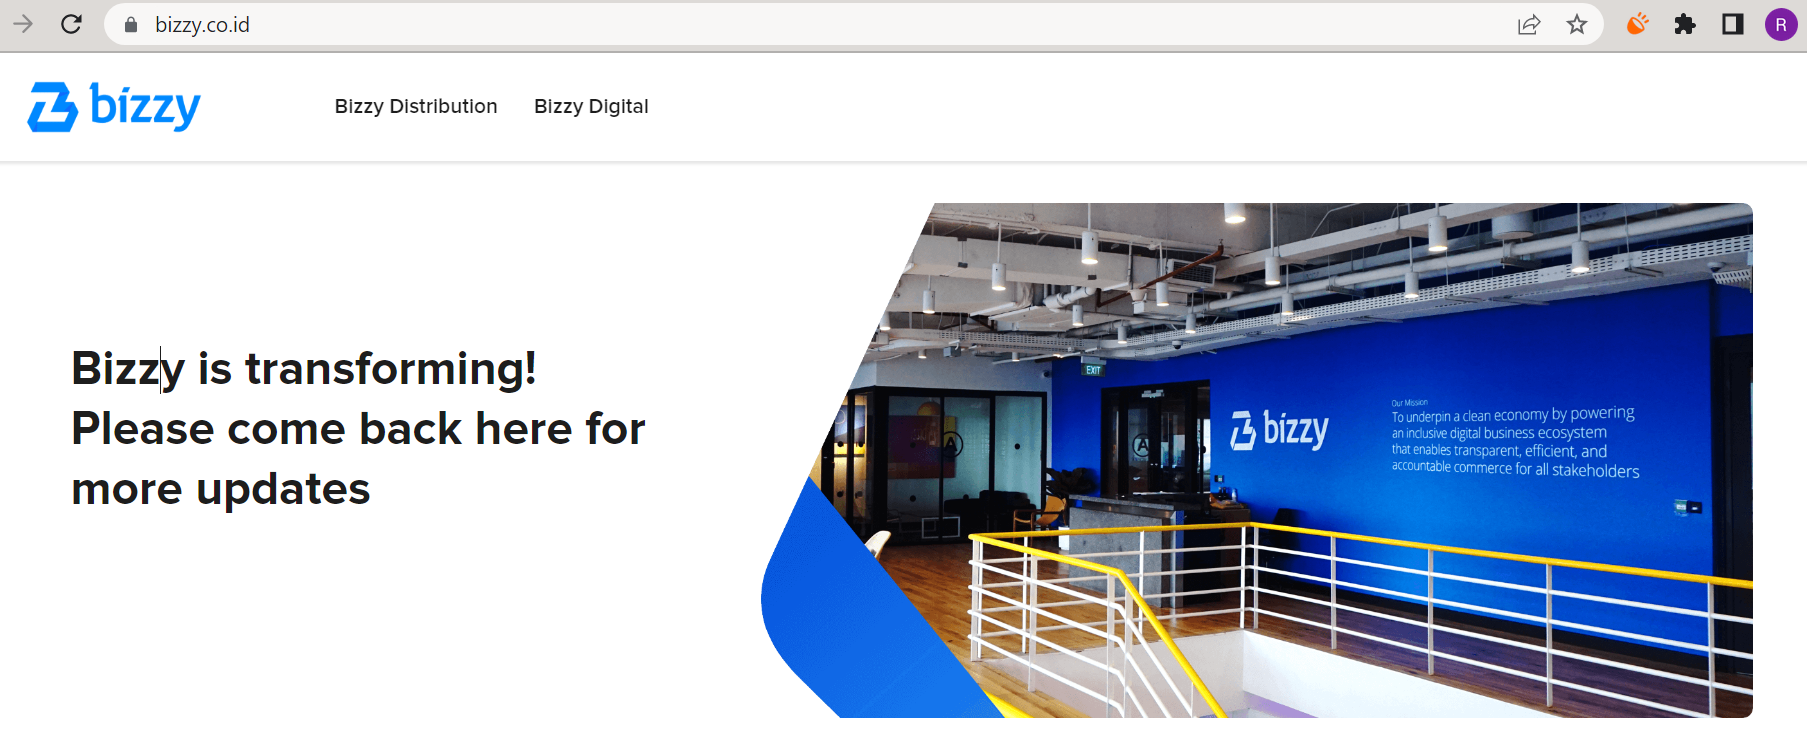 bizzy.co.id
R
bizzy
Bizzy Distribution
Bizzy Digital
Bizzy is transforming!
Please come back here for
more updates
EXIT
A
A
bizzy
Our Mission
To underpin a clean economy by powering
an inclusive digital business ecosystem
that enables transparent, efficient, and
accountable commerce for all stakeholders